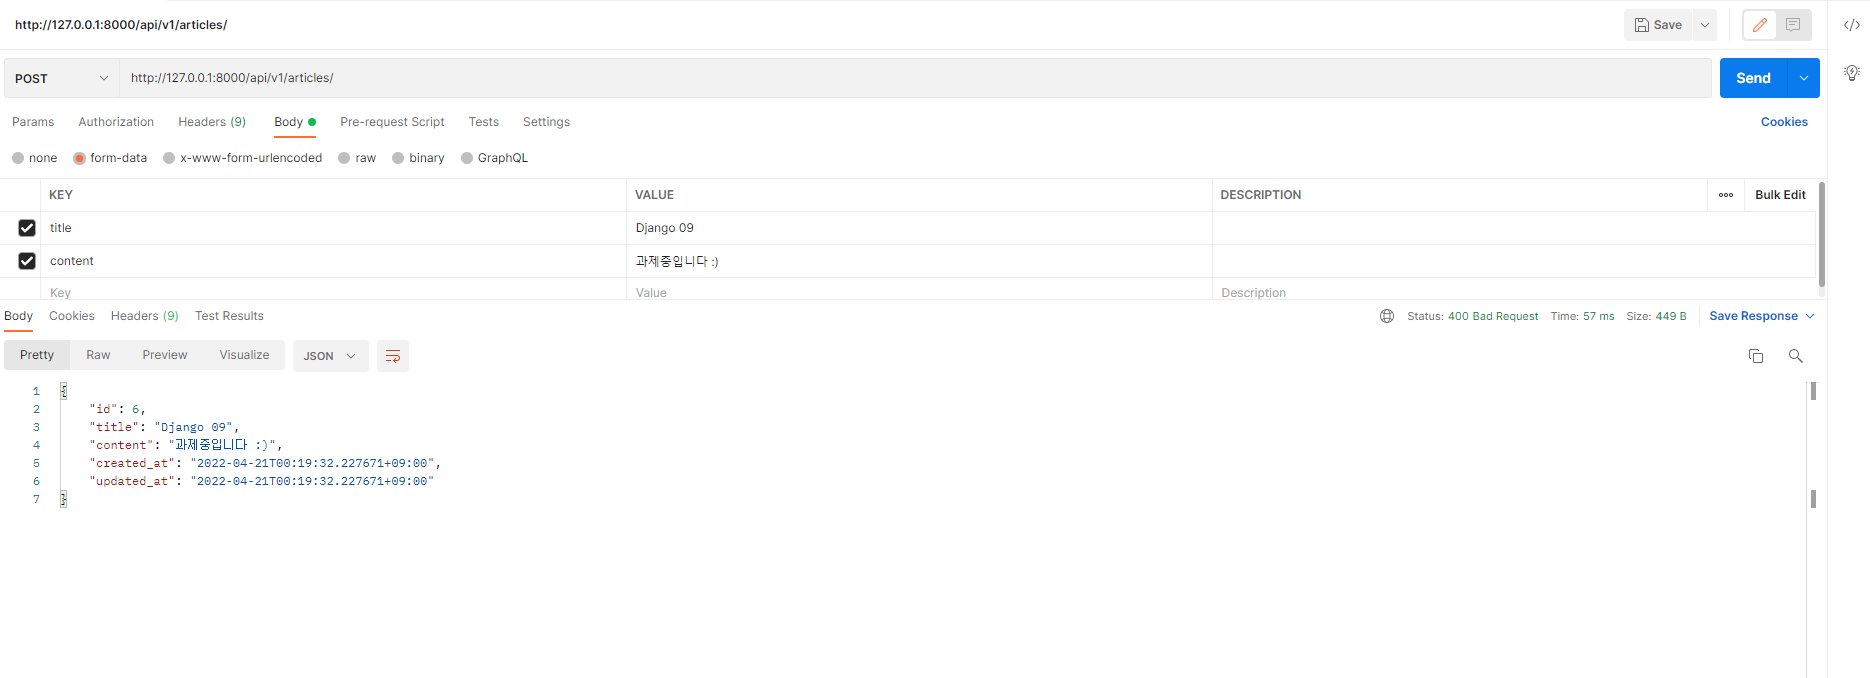 http://127.0.0.1:8000/api/v1/articles/
Save
POST http://127.0.0.1:8000/api/v1/articles/ Send
Params Authorization Headers (9) Body Pre-request Script Tests Settings Cookies
none form-data x-www-form-urlencoded raw binary GraphQL
KEY VALUE DESCRIPTION Bulk Edit
title Django 09
content 과제중입니다 :)
Key Value Description
Body Cookies Headers (9) Test Results Status: 400 Bad Request Time: 57 ms Size: 449 B Save Response
Pretty Raw Preview Visualize JSON
1 {
2 "id": 6,
3 "title": "Django 09",
4 "content": "과제중입니다 :)",
5 "created_at": "2022-04-21T00:19:32.227671+09:00",
6 "updated_at": "2022-04-21T00:19:32.227671+09:00"
7 }